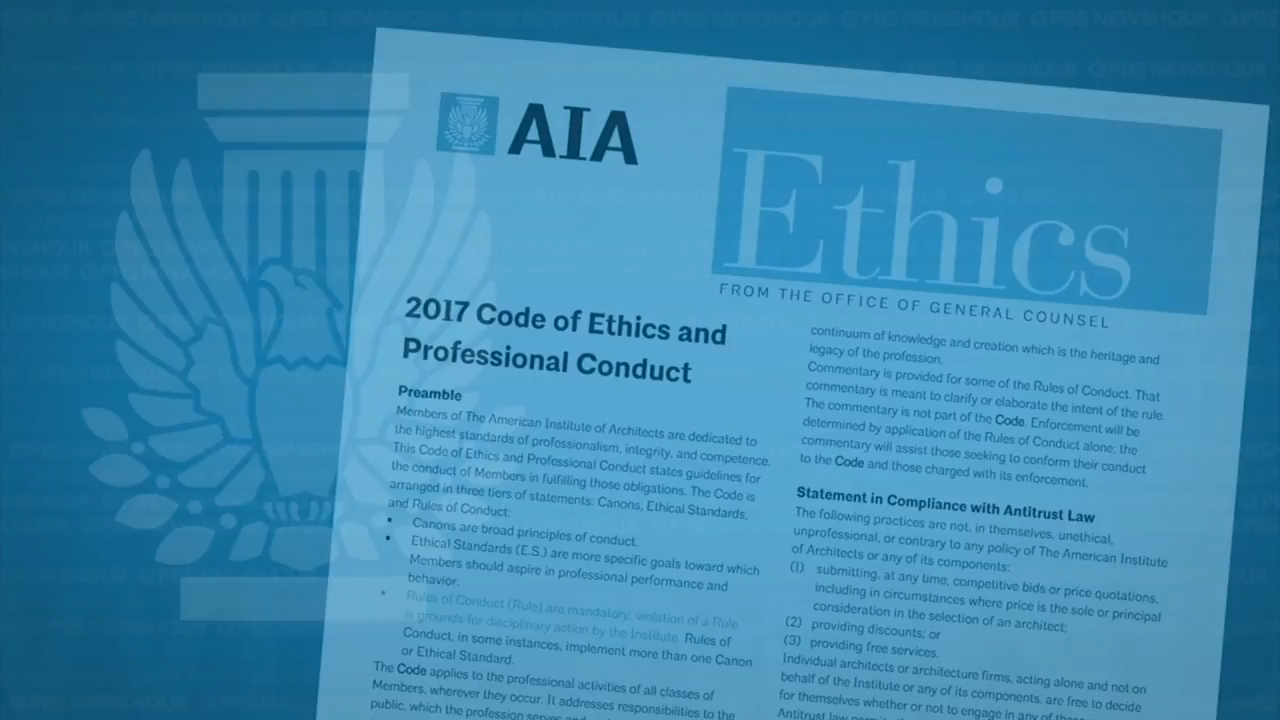 AIA
Ethics
FROM THE OFFICE OF GENERAL COUNSEL
2017 Code of Ethics and
Professional Conduct
Preamble
Members of The American Institute of Architects are dedicated to
the highest standards of professionalism, integrity, and competence.
This Code of Ethics and Professional Conduct states guidelines for
the conduct of Members in fulfilling those obligations. The Code is
arranged in three tiers of statements: Canons, Ethical Standards,
and Rules of Conduct:
• Canons are broad principles of conduct.
• Ethical Standards (E.S.) are more specific goals toward which
Members should aspire in professional performance and
behavior.
• Rules of Conduct (Rule) are mandatory; violation of a Rule
is grounds for disciplinary action by the Institute. Rules of
Conduct, in some instances, implement more than one Canon
or Ethical Standard.
The Code applies to the professional activities of all classes of
Members, wherever they occur. It addresses responsibilities to the
public, which the profession serves and
continuum of knowledge and creation which is the heritage and
legacy of the profession.
Commentary is provided for some of the Rules of Conduct. That
commentary is meant to clarify or elaborate the intent of the rule.
The commentary is not part of the Code. Enforcement will be
determined by application of the Rules of Conduct alone; the
commentary will assist those seeking to conform their conduct
to the Code and those charged with its enforcement.
Statement in Compliance with Antitrust Law
The following practices are not, in themselves, unethical,
unprofessional, or contrary to any policy of The American Institute
of Architects or any of its components:
(1) submitting, at any time, competitive bids or price quotations,
including in circumstances where price is the sole or principal
consideration in the selection of an architect;
(2) providing discounts; or
(3) providing free services.
Individual architects or architecture firms, acting alone and not on
behalf of the Institute or any of its components, are free to decide
for themselves whether or not to engage in any of these
Antitrust law
PBS NEWSHOUR